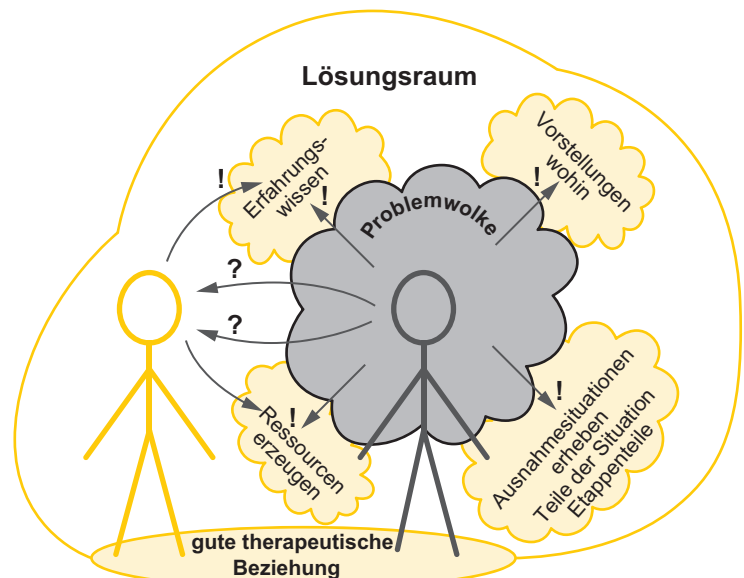 Lösungsraum
!
Erfahrungs-
wissen
!
Vorstellungen
wohin
!
Problemwolke
?
?
!
Ressourcen
erzeugen
!
Ausnahmesituationen
erheben
Teile der Situation
Etappenteile
gute therapeutische
Beziehung